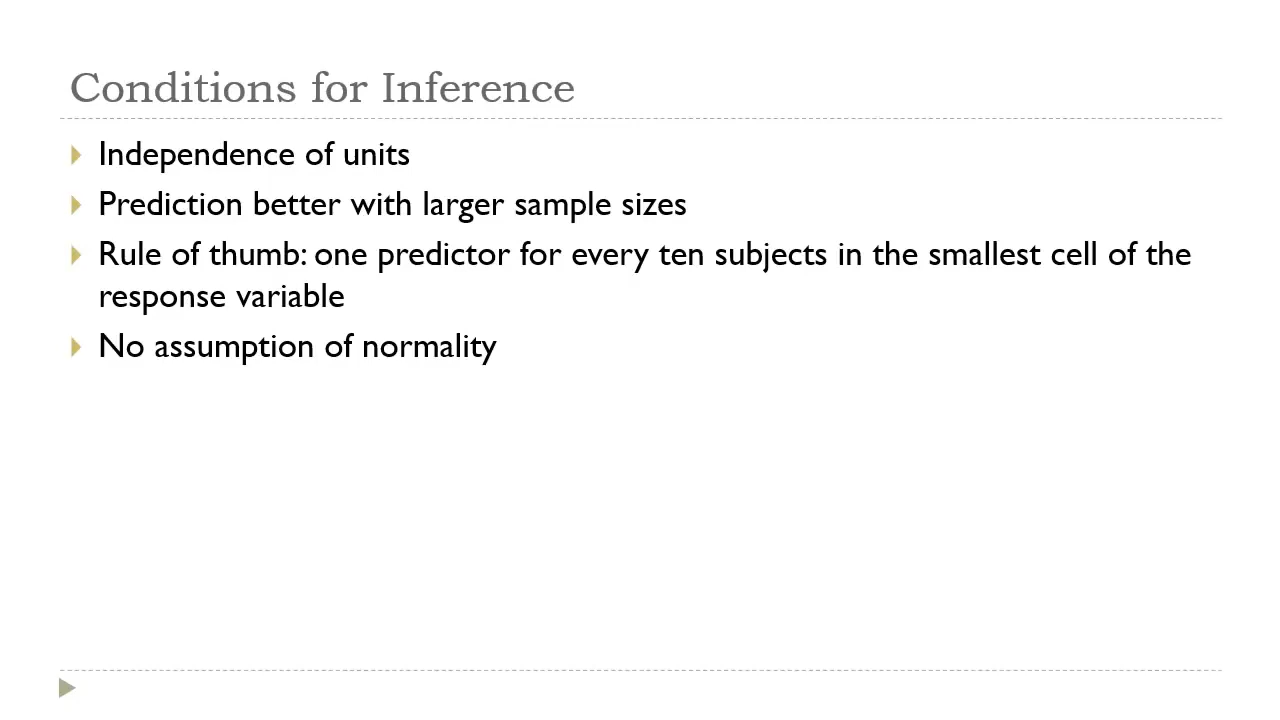 Conditions for Inference
Independence of units
Prediction better with larger sample sizes
Rule of thumb: one predictor for every ten subjects in the smallest cell of the
response variable
No assumption of normality